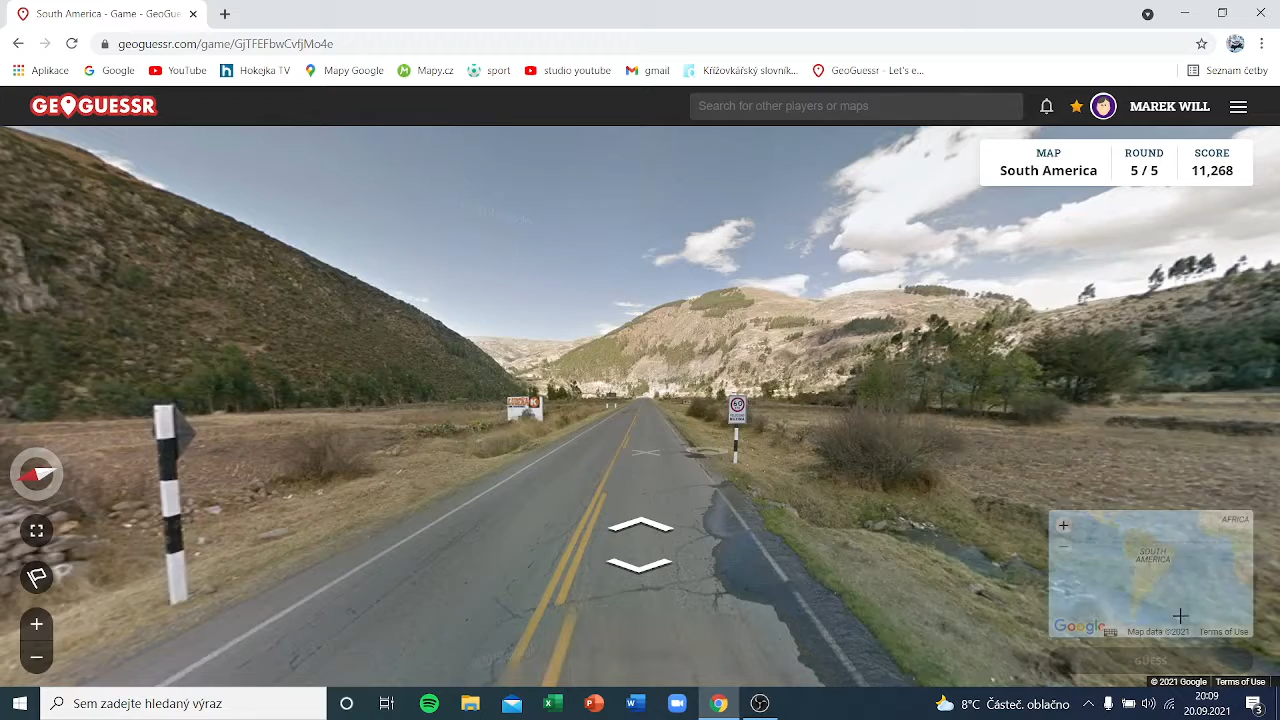 South America - Game - GeoGue
geoguessr.com/game/GjTFEFbwCvfjMo4e
Aplikace
Google
YouTube
Hokejka TV
Mapy Google
Mapy.cz
sport
studio youtube
gmail
Křížovkářský slovník...
GeoGuessr - Let's e...
Seznam četby
GEOGUESSR
Search for other players or maps
MAREK WILL
MAP
ROUND
SCORE
South America
5 / 5
11,268
60
K
AFRICA
SOUTH
AMERICA
Google
Map data ©2021
Terms of Use
GUESS
© 2021 Google
Terms of Use
Sem zadejte hledaný výraz
8°C Částeč. oblačno
20:09
20.09.2021
3